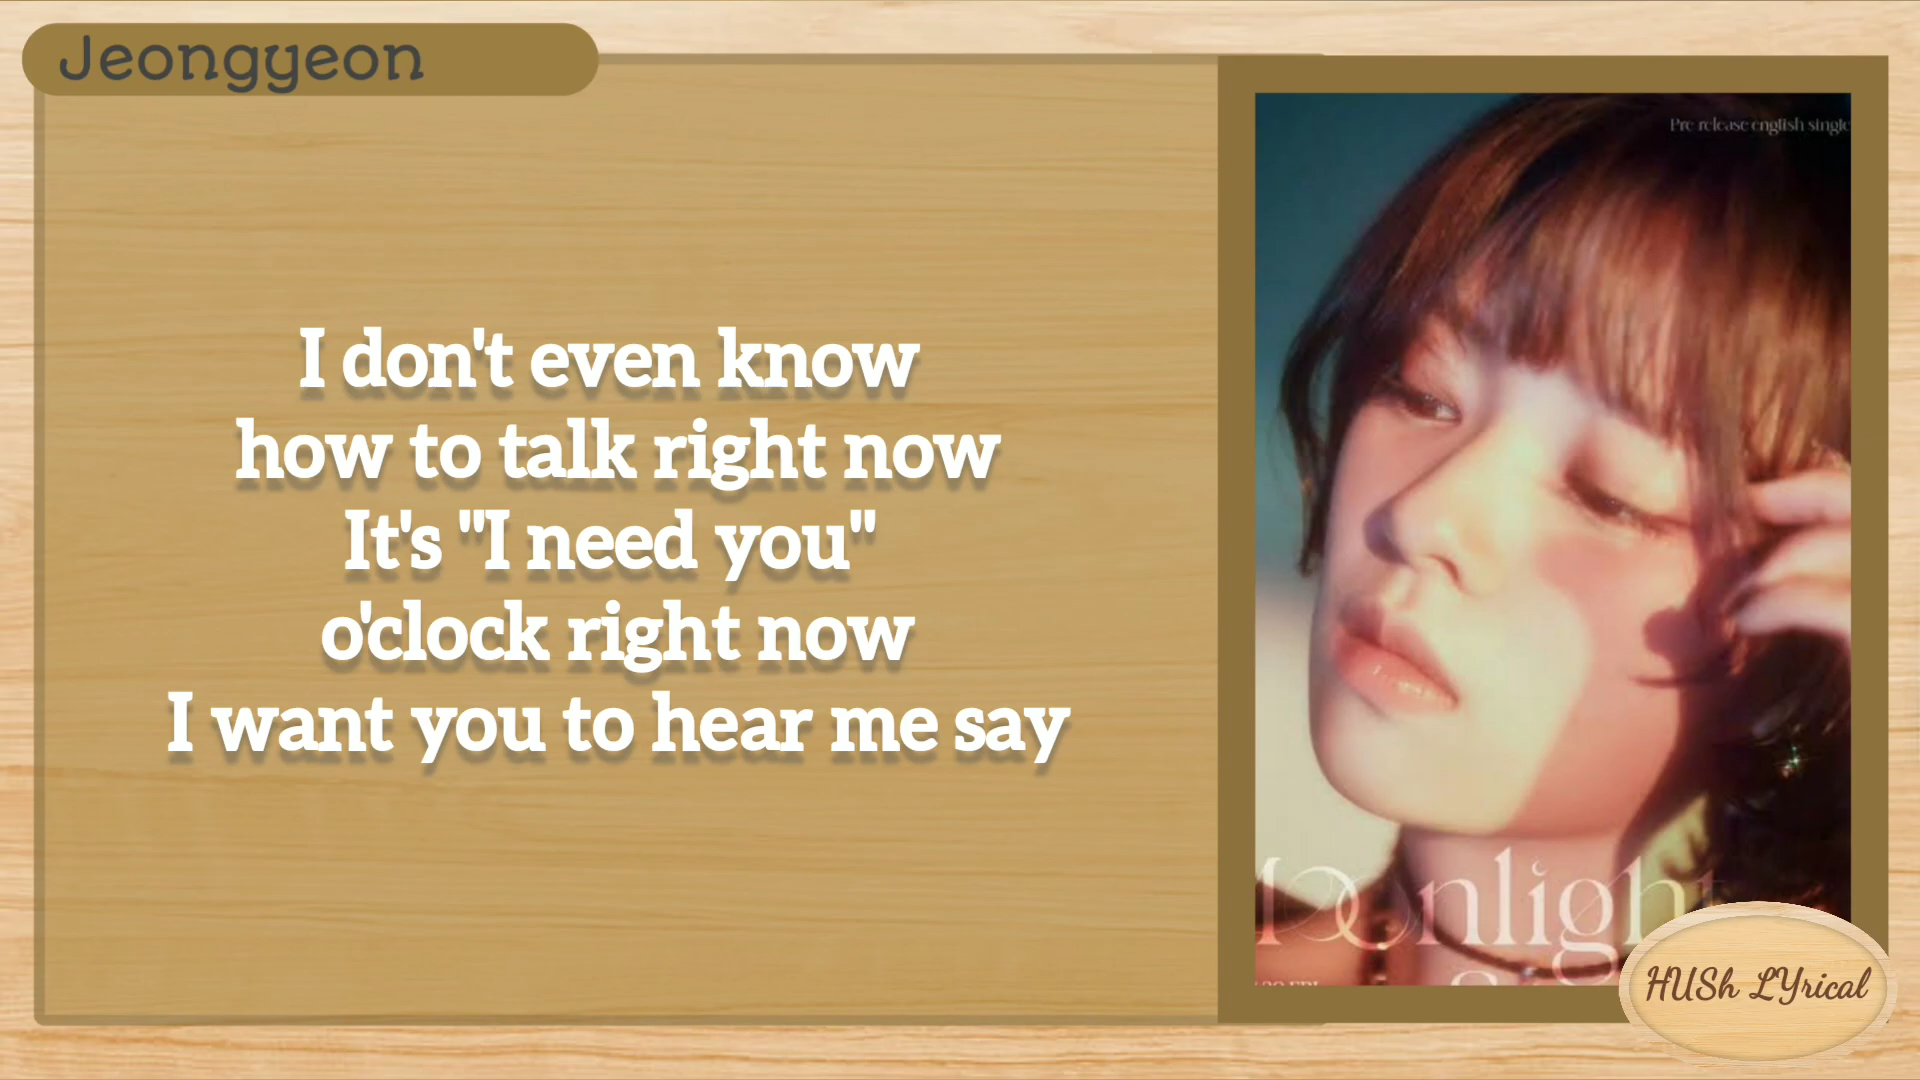 Jeongyeon
Pre release english single
I don't even know
how to talk right now
It's "I need you"
o'clock right now
I want you to hear me say
Moonlight
HUSh LYrical